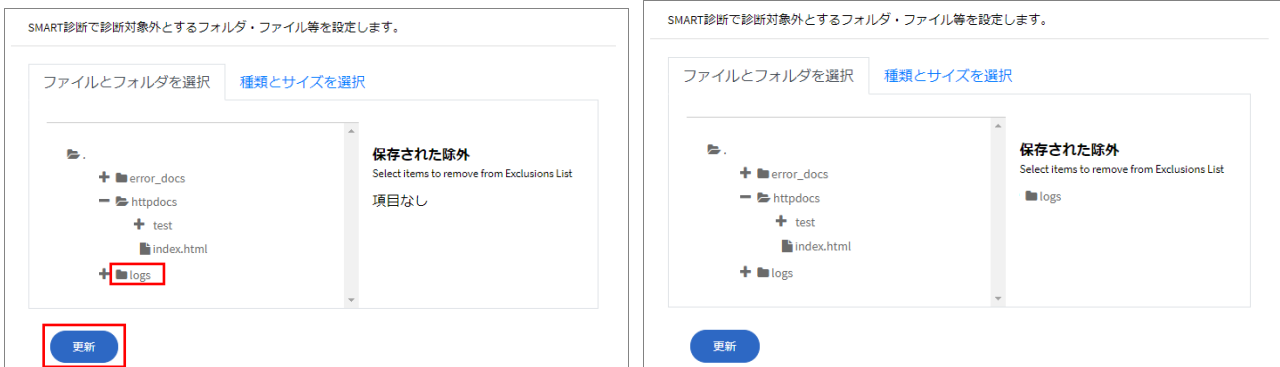 SMART診断で診断対象外とするフォルダ・ファイル等を設定します。
ファイルとフォルダを選択 種類とサイズを選択
.
error_docs
httpdocs
test
index.html
logs
保存された除外
Select items to remove from Exclusions List
項目なし
更新
SMART診断で診断対象外とするフォルダ・ファイル等を設定します。
ファイルとフォルダを選択 種類とサイズを選択
.
error_docs
httpdocs
test
index.html
logs
保存された除外
Select items to remove from Exclusions List
logs
更新